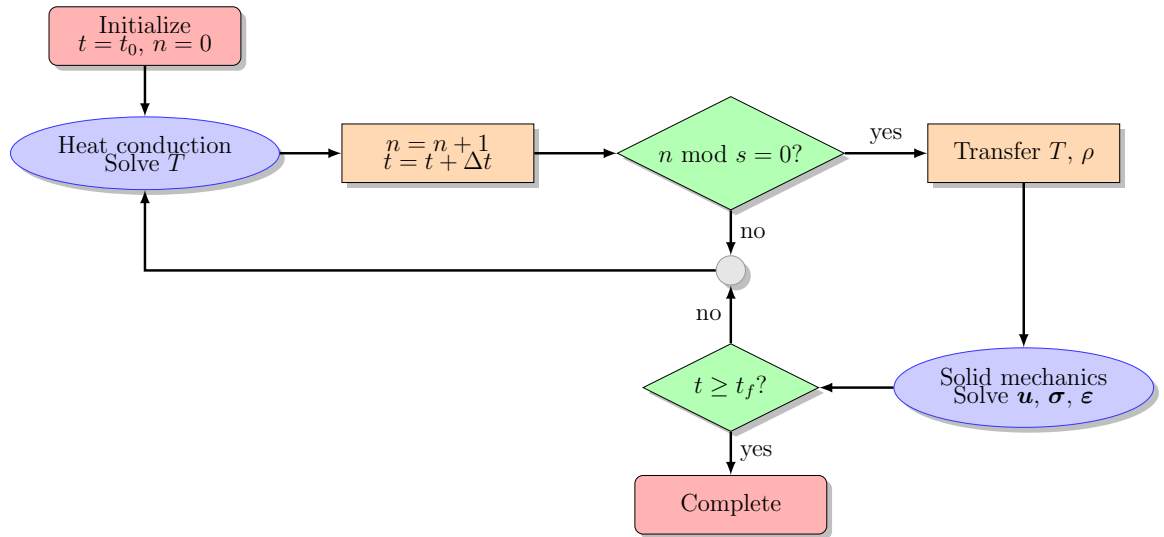 Initialize
t = t₀, n = 0
Heat conduction
Solve T
n = n + 1
t = t + Δt
n mod s = 0?
yes
Transfer T, ρ
no
no
t ≥ t_f?
Solid mechanics
Solve u, σ, ε
yes
Complete